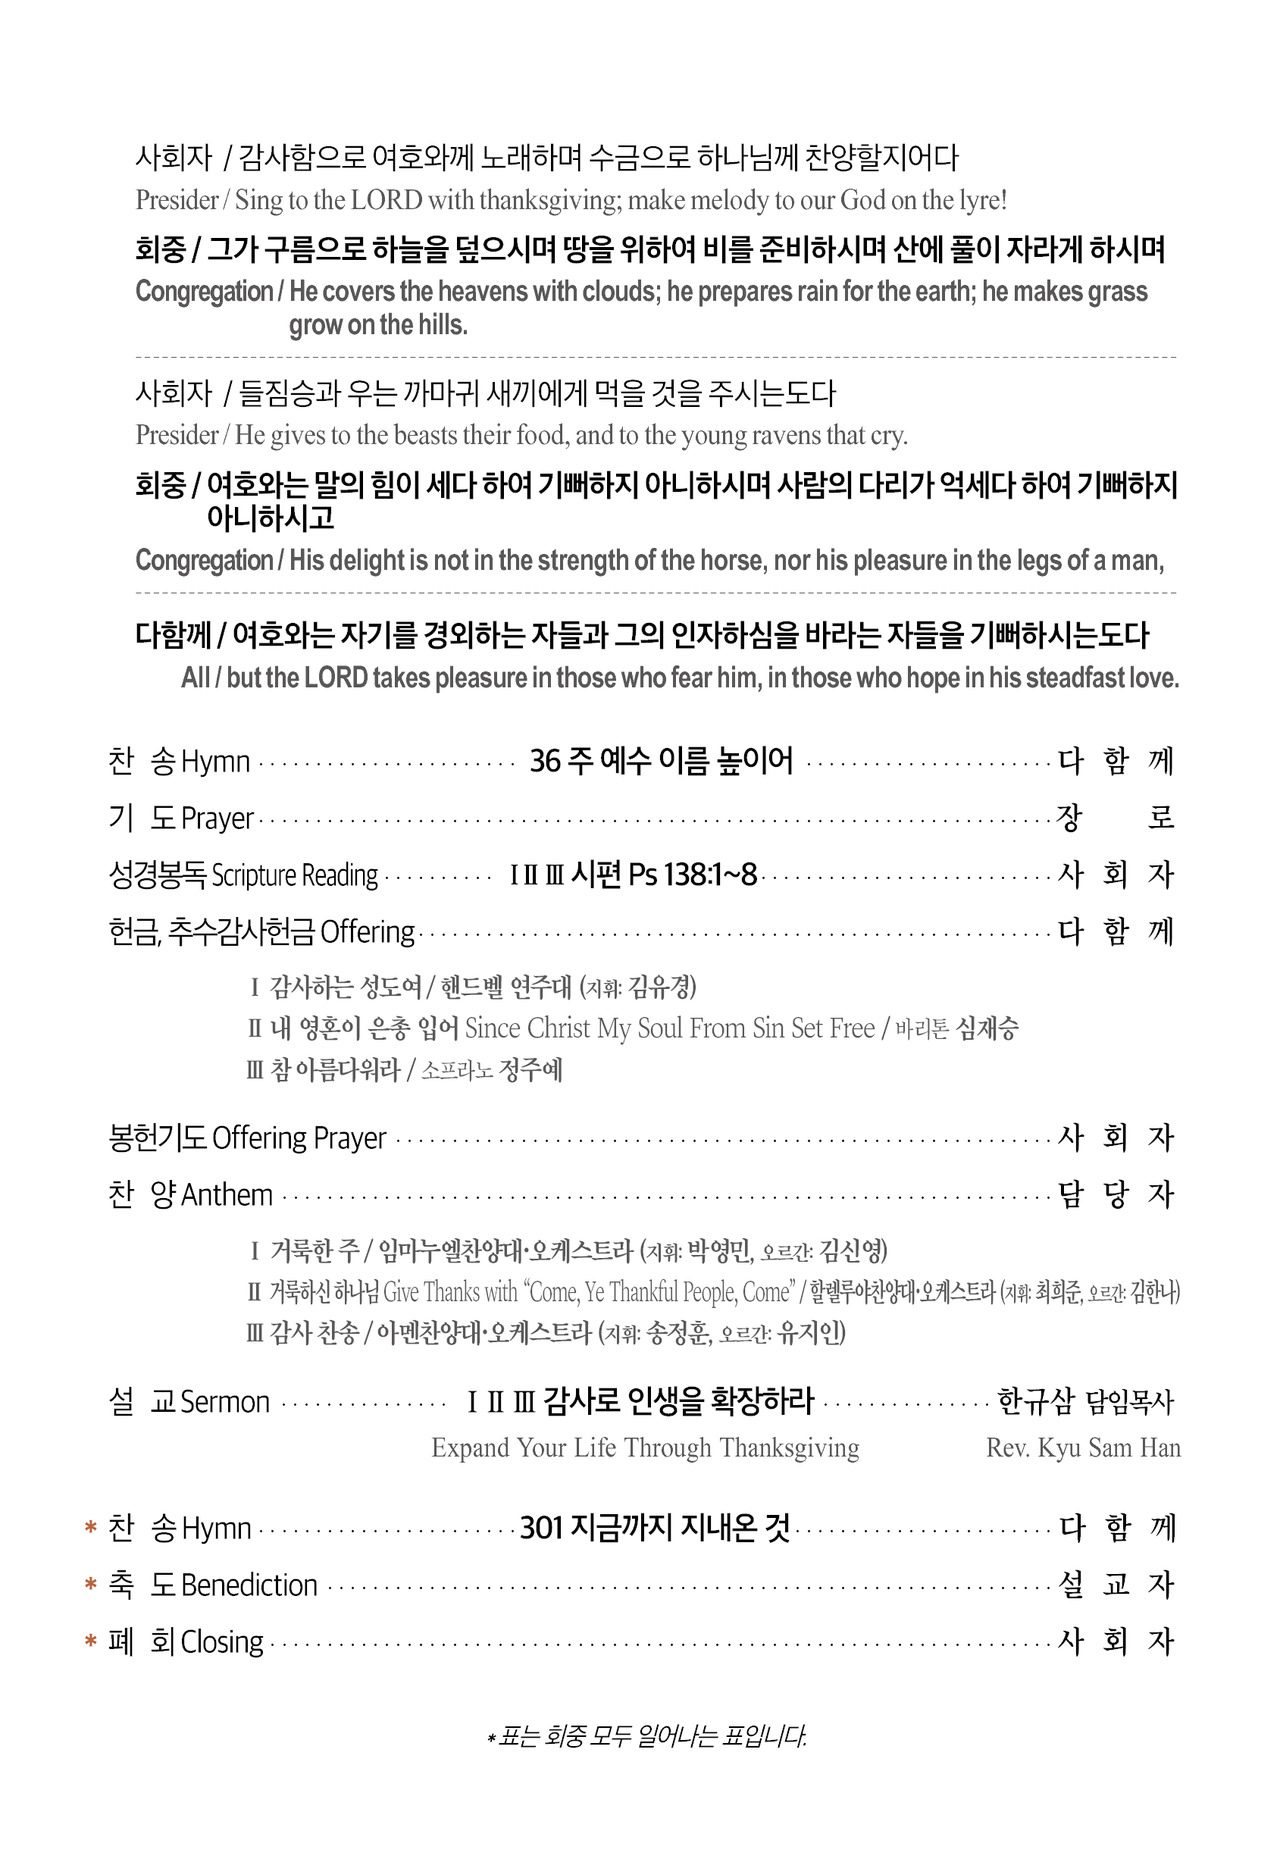 사회자 / 감사함으로 여호와께 노래하며 수금으로 하나님께 찬양할지어다
Presider / Sing to the LORD with thanksgiving; make melody to our God on the lyre!
회중 / 그가 구름으로 하늘을 덮으시며 땅을 위하여 비를 준비하시며 산에 풀이 자라게 하시며
Congregation / He covers the heavens with clouds; he prepares rain for the earth; he makes grass
grow on the hills.
사회자 / 들짐승과 우는 까마귀 새끼에게 먹을 것을 주시는도다
Presider / He gives to the beasts their food, and to the young ravens that cry.
회중 / 여호와는 말의 힘이 세다 하여 기뻐하지 아니하시며 사람의 다리가 억세다 하여 기뻐하지
아니하시고
Congregation / His delight is not in the strength of the horse, nor his pleasure in the legs of a man,
다함께 / 여호와는 자기를 경외하는 자들과 그의 인자하심을 바라는 자들을 기뻐하시는도다
All / but the LORD takes pleasure in those who fear him, in those who hope in his steadfast love.
찬 송 Hymn 36 주 예수 이름 높이어 다 함 께
기 도 Prayer 장 로
성경봉독 Scripture Reading Ⅰ Ⅱ Ⅲ 시편 Ps 138:1~8 사 회 자
헌금, 추수감사헌금 Offering 다 함 께
Ⅰ 감사하는 성도여 / 핸드벨 연주대 (지휘: 김유경)
Ⅱ 내 영혼이 은총 입어 Since Christ My Soul From Sin Set Free / 바리톤 심재승
Ⅲ 참 아름다워라 / 소프라노 정주예
봉헌기도 Offering Prayer 사 회 자
찬 양 Anthem 담 당 자
Ⅰ 거룩한 주 / 임마누엘찬양대·오케스트라 (지휘: 박영민, 오르간: 김신영)
Ⅱ 거룩하신 하나님 Give Thanks with “Come, Ye Thankful People, Come” / 할렐루야찬양대·오케스트라 (지휘: 최희준, 오르간: 김한나)
Ⅲ 감사 찬송 / 아멘찬양대·오케스트라 (지휘: 송정훈, 오르간: 유지인)
설 교 Sermon Ⅰ Ⅱ Ⅲ 감사로 인생을 확장하라 한규삼 담임목사
Expand Your Life Through Thanksgiving Rev. Kyu Sam Han
* 찬 송 Hymn 301 지금까지 지내온 것 다 함 께
* 축 도 Benediction 설 교 자
* 폐 회 Closing 사 회 자
* 표는 회중 모두 일어나는 표입니다.